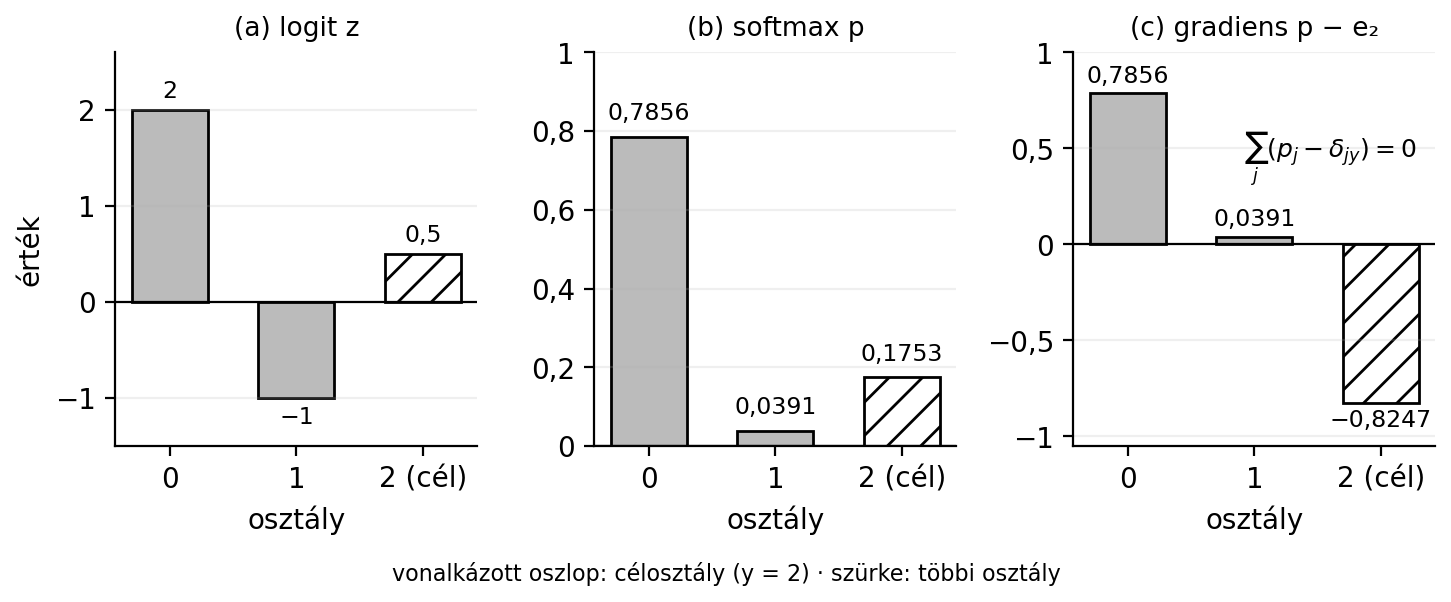 (a) logit z
érték
2
1
0
−1
2
−1
0,5
0
1
2 (cél)
osztály
(b) softmax p
1
0,8
0,6
0,4
0,2
0
0,7856
0,0391
0,1753
0
1
2 (cél)
osztály
(c) gradiens p − e₂
1
0,5
0
−0,5
−1
0,7856
∑_j (p_j − δ_{jy}) = 0
0,0391
−0,8247
0
1
2 (cél)
osztály
vonalkázott oszlop: célosztály (y = 2) · szürke: többi osztály